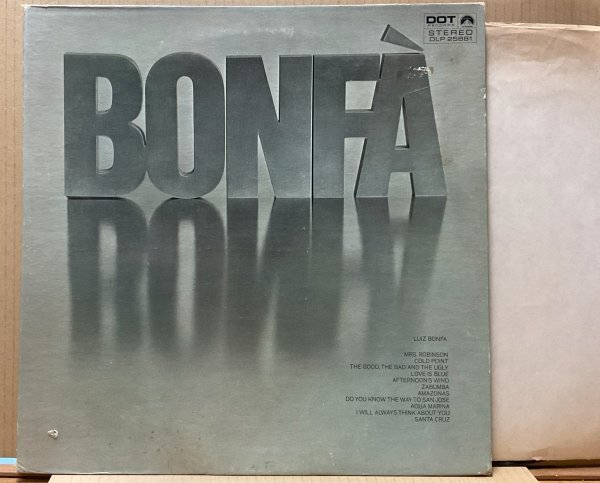 DOT
RECORDS
STEREO
DLP 25881
BONFÀ
LUIZ BONFA
MRS. ROBINSON
COLD POINT
THE GOOD, THE BAD AND THE UGLY
LOVE IS BLUE
AFTERNOON'S WIND
ZABUMBA
AMAZONAS
DO YOU KNOW THE WAY TO SAN JOSE
AQUA MARINA
I WILL ALWAYS THINK ABOUT YOU
SANTA CRUZ